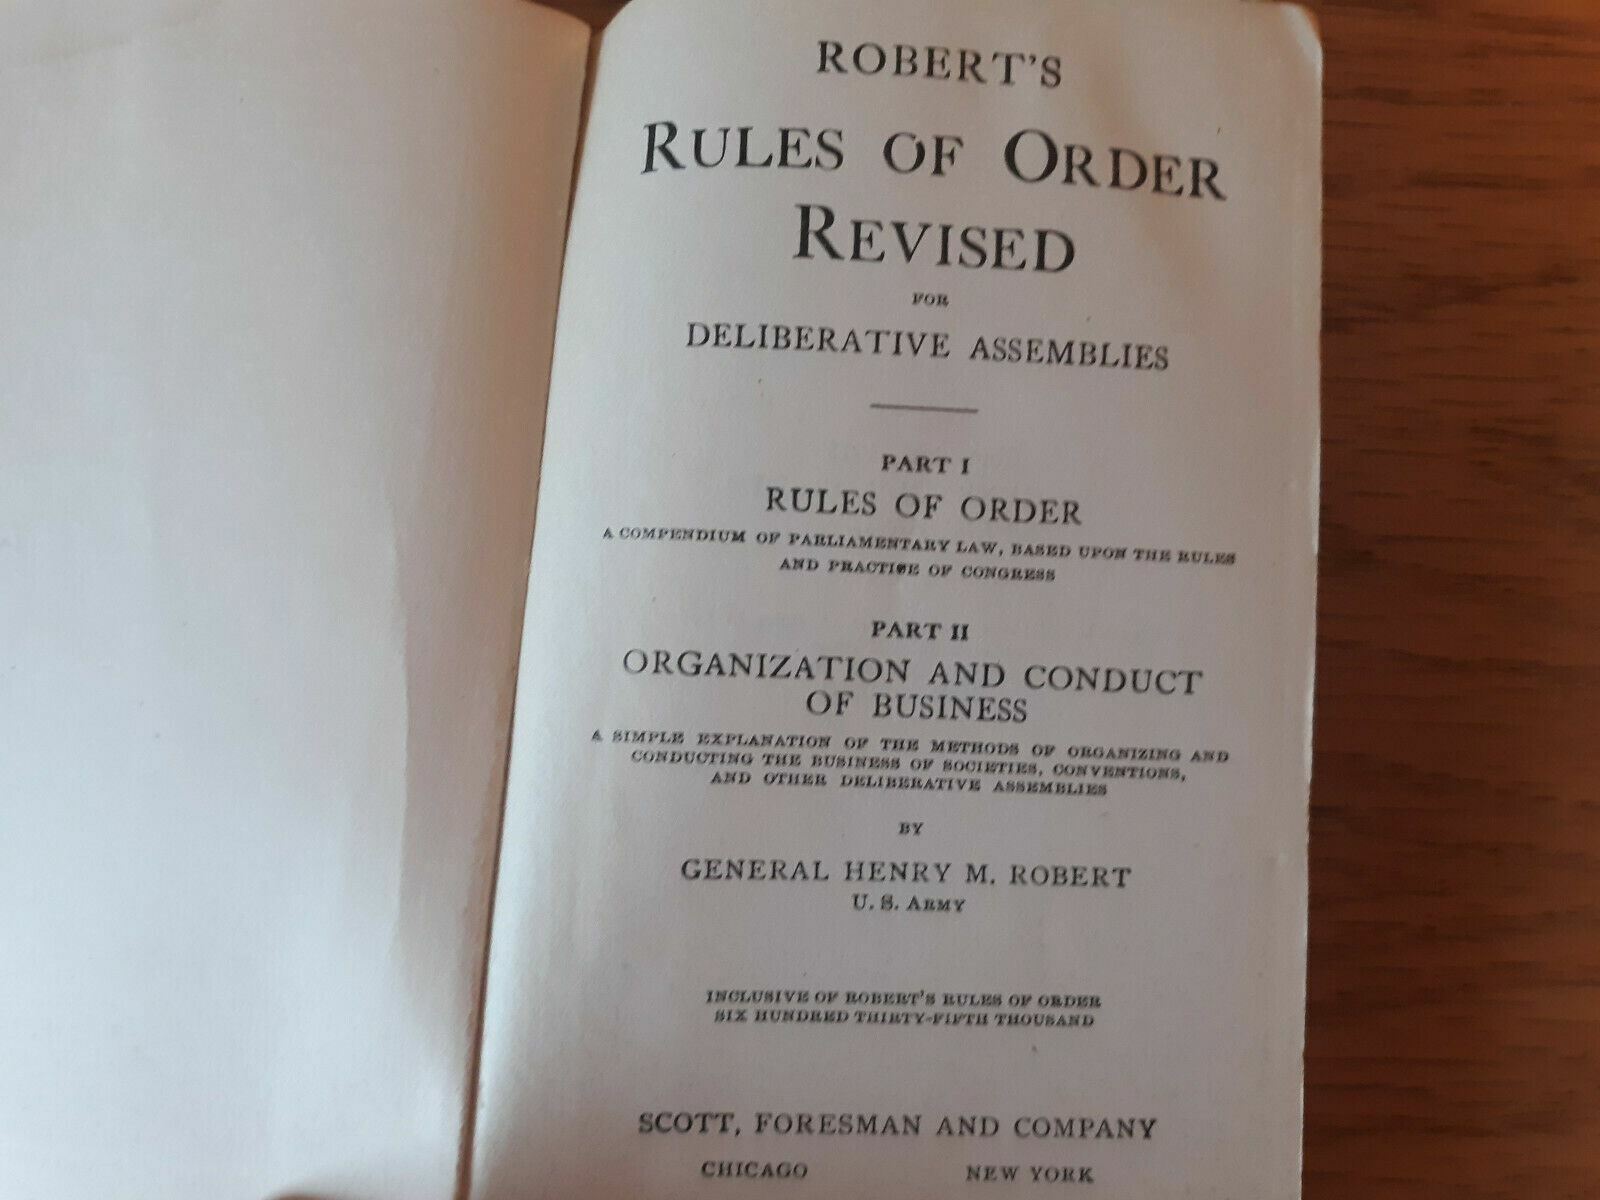 ROBERT'S
RULES OF ORDER
REVISED
FOR
DELIBERATIVE ASSEMBLIES
PART I
RULES OF ORDER
A COMPENDIUM OF PARLIAMENTARY LAW, BASED UPON THE RULES
AND PRACTICE OF CONGRESS
PART II
ORGANIZATION AND CONDUCT
OF BUSINESS
A SIMPLE EXPLANATION OF THE METHODS OF ORGANIZING AND
CONDUCTING THE BUSINESS OF SOCIETIES, CONVENTIONS,
AND OTHER DELIBERATIVE ASSEMBLIES
BY
GENERAL HENRY M. ROBERT
U. S. ARMY
INCLUSIVE OF ROBERT'S RULES OF ORDER
SIX HUNDRED THIRTY-FIFTH THOUSAND
SCOTT, FORESMAN AND COMPANY
CHICAGO NEW YORK